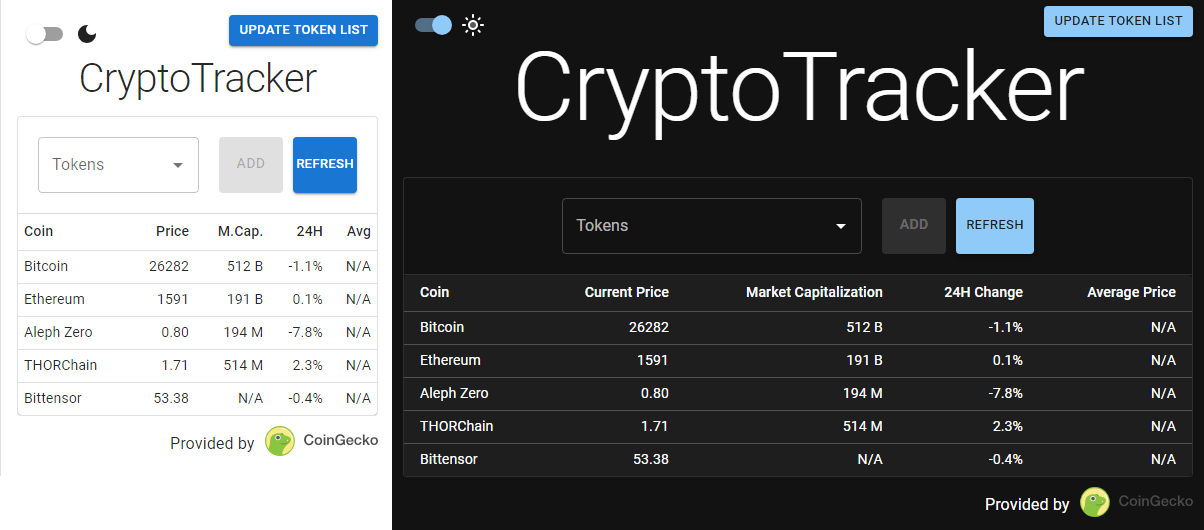 UPDATE TOKEN LIST
CryptoTracker
Tokens ADD REFRESH
Coin Price M.Cap. 24H Avg
Bitcoin 26282 512 B -1.1% N/A
Ethereum 1591 191 B 0.1% N/A
Aleph Zero 0.80 194 M -7.8% N/A
THORChain 1.71 514 M 2.3% N/A
Bittensor 53.38 N/A -0.4% N/A
Provided by CoinGecko
UPDATE TOKEN LIST
CryptoTracker
Tokens ADD REFRESH
Coin Current Price Market Capitalization 24H Change Average Price
Bitcoin 26282 512 B -1.1% N/A
Ethereum 1591 191 B 0.1% N/A
Aleph Zero 0.80 194 M -7.8% N/A
THORChain 1.71 514 M 2.3% N/A
Bittensor 53.38 N/A -0.4% N/A
Provided by CoinGecko